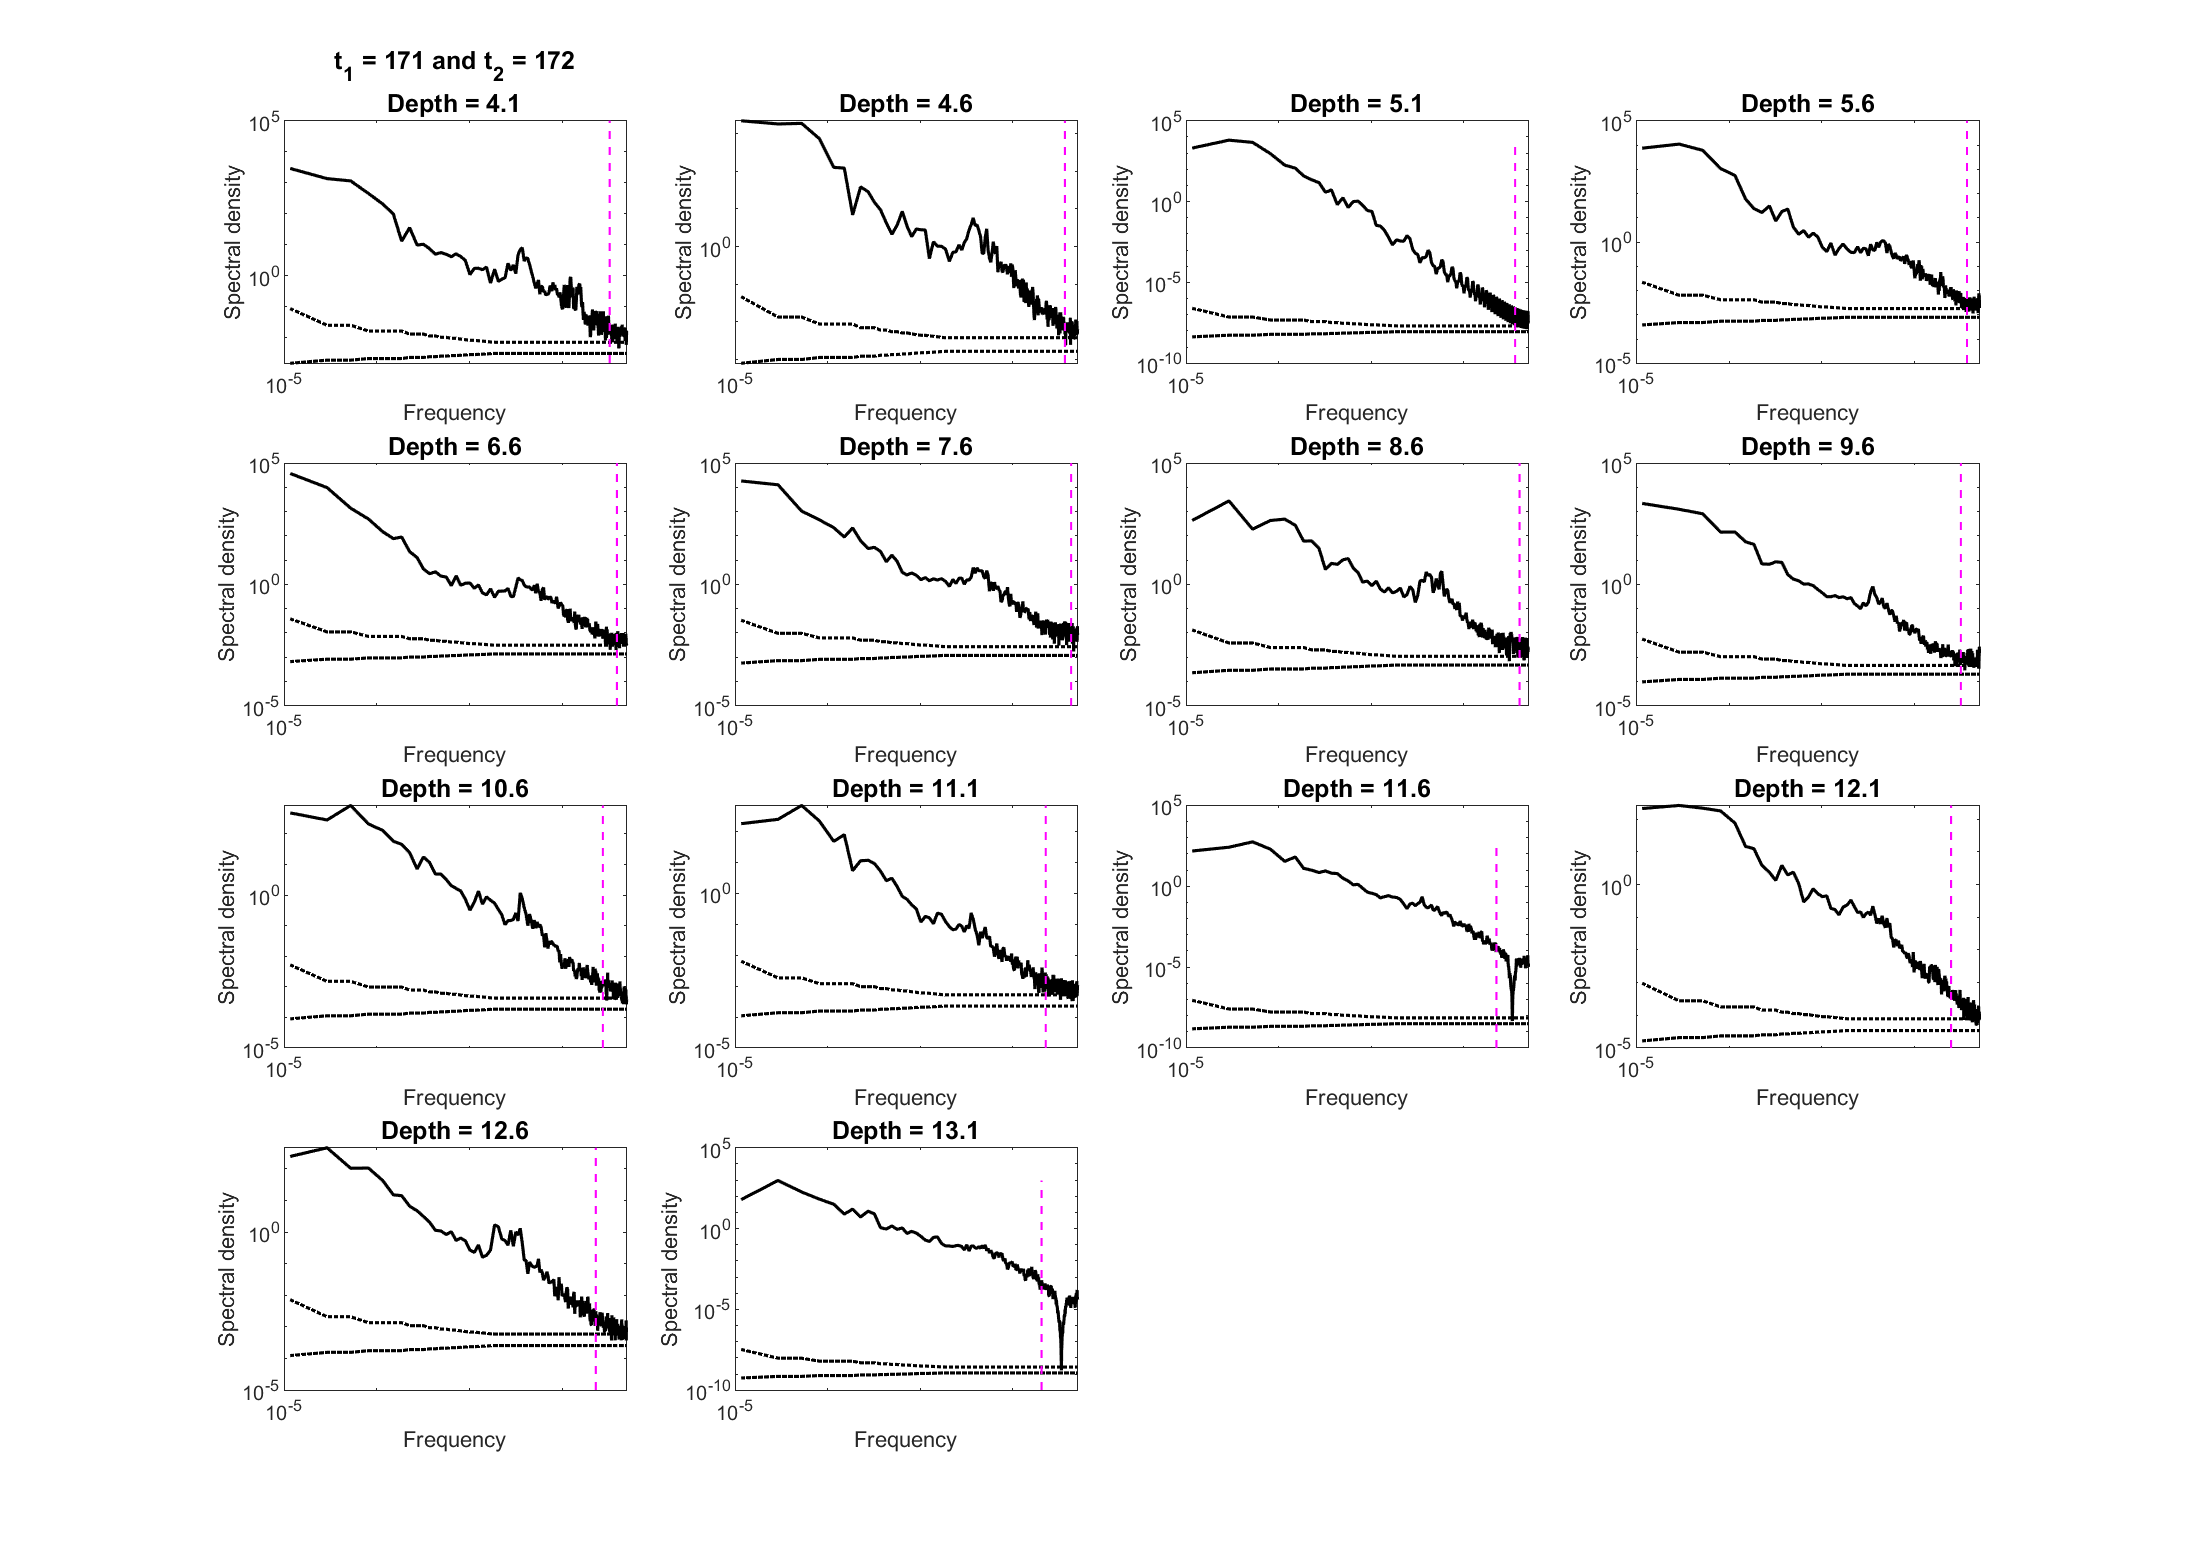 t1 = 171 and t2 = 172
Depth = 4.1
10^5
10^0
Spectral density
10^-5
Frequency
Depth = 4.6
10^0
Spectral density
10^-5
Frequency
Depth = 5.1
10^5
10^0
10^-5
10^-10
Spectral density
10^-5
Frequency
Depth = 5.6
10^5
10^0
10^-5
Spectral density
10^-5
Frequency
Depth = 6.6
10^5
10^0
10^-5
Spectral density
10^-5
Frequency
Depth = 7.6
10^5
10^0
10^-5
Spectral density
10^-5
Frequency
Depth = 8.6
10^5
10^0
10^-5
Spectral density
10^-5
Frequency
Depth = 9.6
10^5
10^0
10^-5
Spectral density
10^-5
Frequency
Depth = 10.6
10^0
10^-5
Spectral density
10^-5
Frequency
Depth = 11.1
10^0
10^-5
Spectral density
10^-5
Frequency
Depth = 11.6
10^5
10^0
10^-5
10^-10
Spectral density
10^-5
Frequency
Depth = 12.1
10^0
10^-5
Spectral density
10^-5
Frequency
Depth = 12.6
10^0
10^-5
Spectral density
10^-5
Frequency
Depth = 13.1
10^5
10^0
10^-5
10^-10
Spectral density
10^-5
Frequency